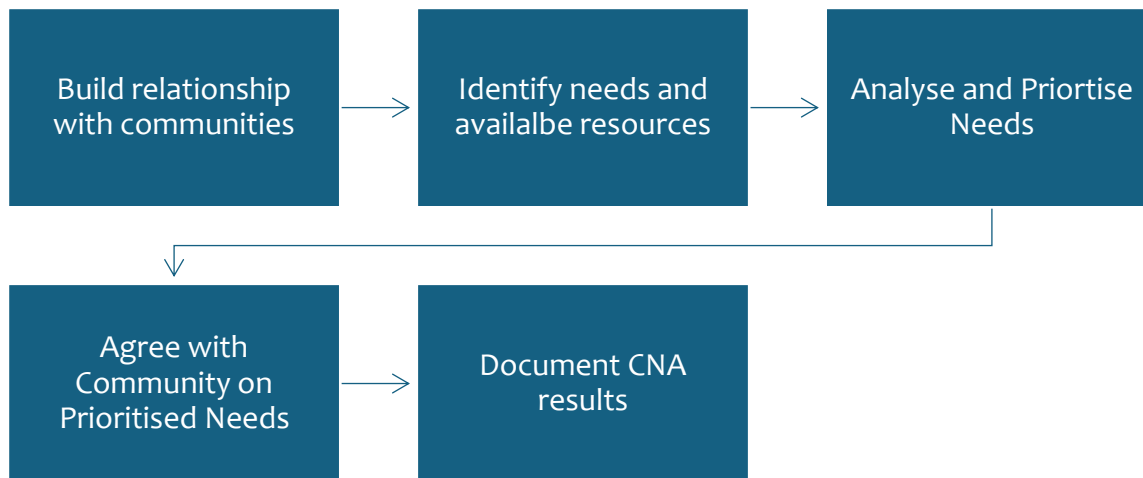 Build relationship
with communities
Identify needs and
availalbe resources
Analyse and Priortise
Needs
Agree with
Community on
Prioritised Needs
Document CNA
results